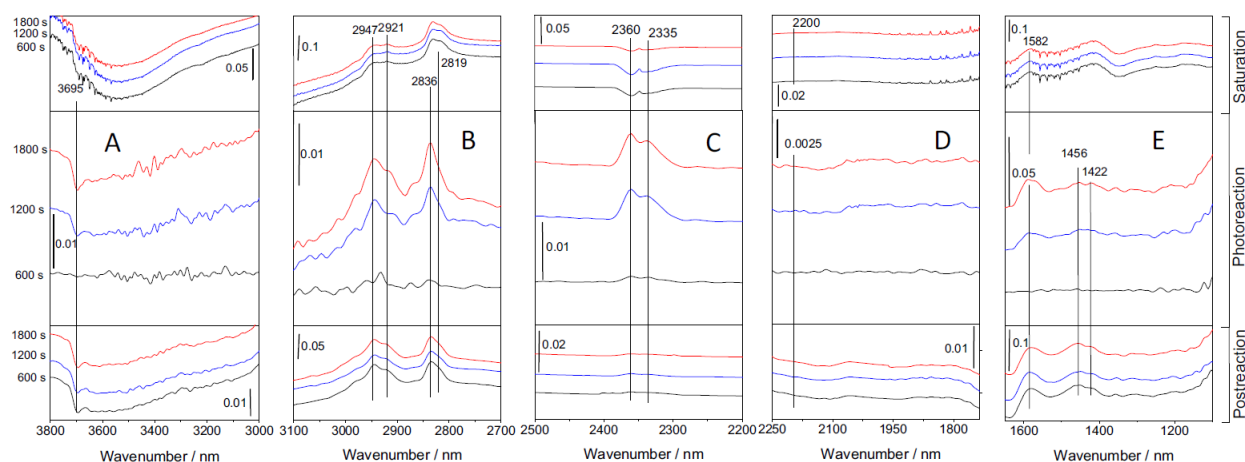 1800 s
1200 s
600 s
3695
0.05
0.1
2947
2921
2836
2819
0.05
2360
2335
2200
0.02
0.1
1582
Saturation
A
1800 s
1200 s
0.01
600 s
B
0.01
C
0.01
D
0.0025
E
0.05
1456
1422
Photoreaction
1800 s
1200 s
600 s
0.01
0.05
0.02
0.01
0.1
Postreaction
3800 3600 3400 3200 3000
3100 3000 2900 2800 2700
2500 2400 2300 2200
2250 2100 1950 1800
1600 1400 1200
Wavenumber / nm
Wavenumber / nm
Wavenumber / nm
Wavenumber / nm
Wavenumber / nm